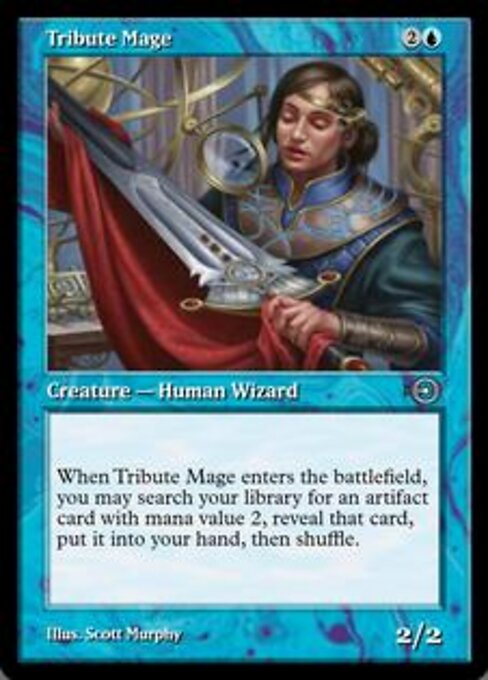 Tribute Mage 2
Creature — Human Wizard
When Tribute Mage enters the battlefield,
you may search your library for an artifact
card with mana value 2, reveal that card,
put it into your hand, then shuffle.
Illus. Scott Murphy
2/2